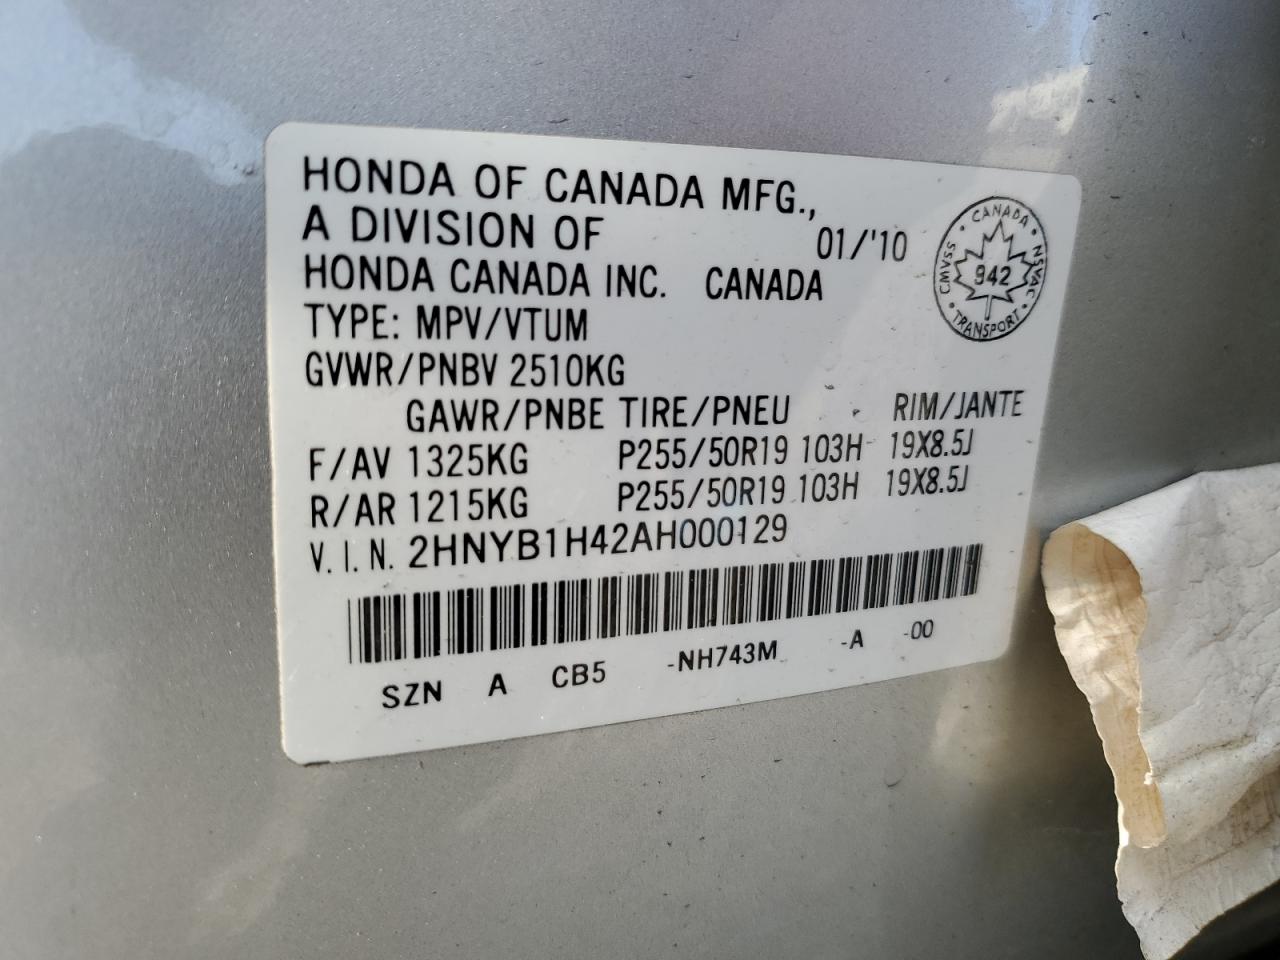 HONDA OF CANADA MFG.,
A DIVISION OF 01/'10
HONDA CANADA INC. CANADA
TYPE: MPV/VTUM
GVWR/PNBV 2510KG
GAWR/PNBE TIRE/PNEU RIM/JANTE
F/AV 1325KG P255/50R19 103H 19X8.5J
R/AR 1215KG P255/50R19 103H 19X8.5J
V.I.N. 2HNYB1H42AH000129
SZN A CB5 -NH743M -A -00
CANADA
CMVSS 942 NSVAC
TRANSPORT